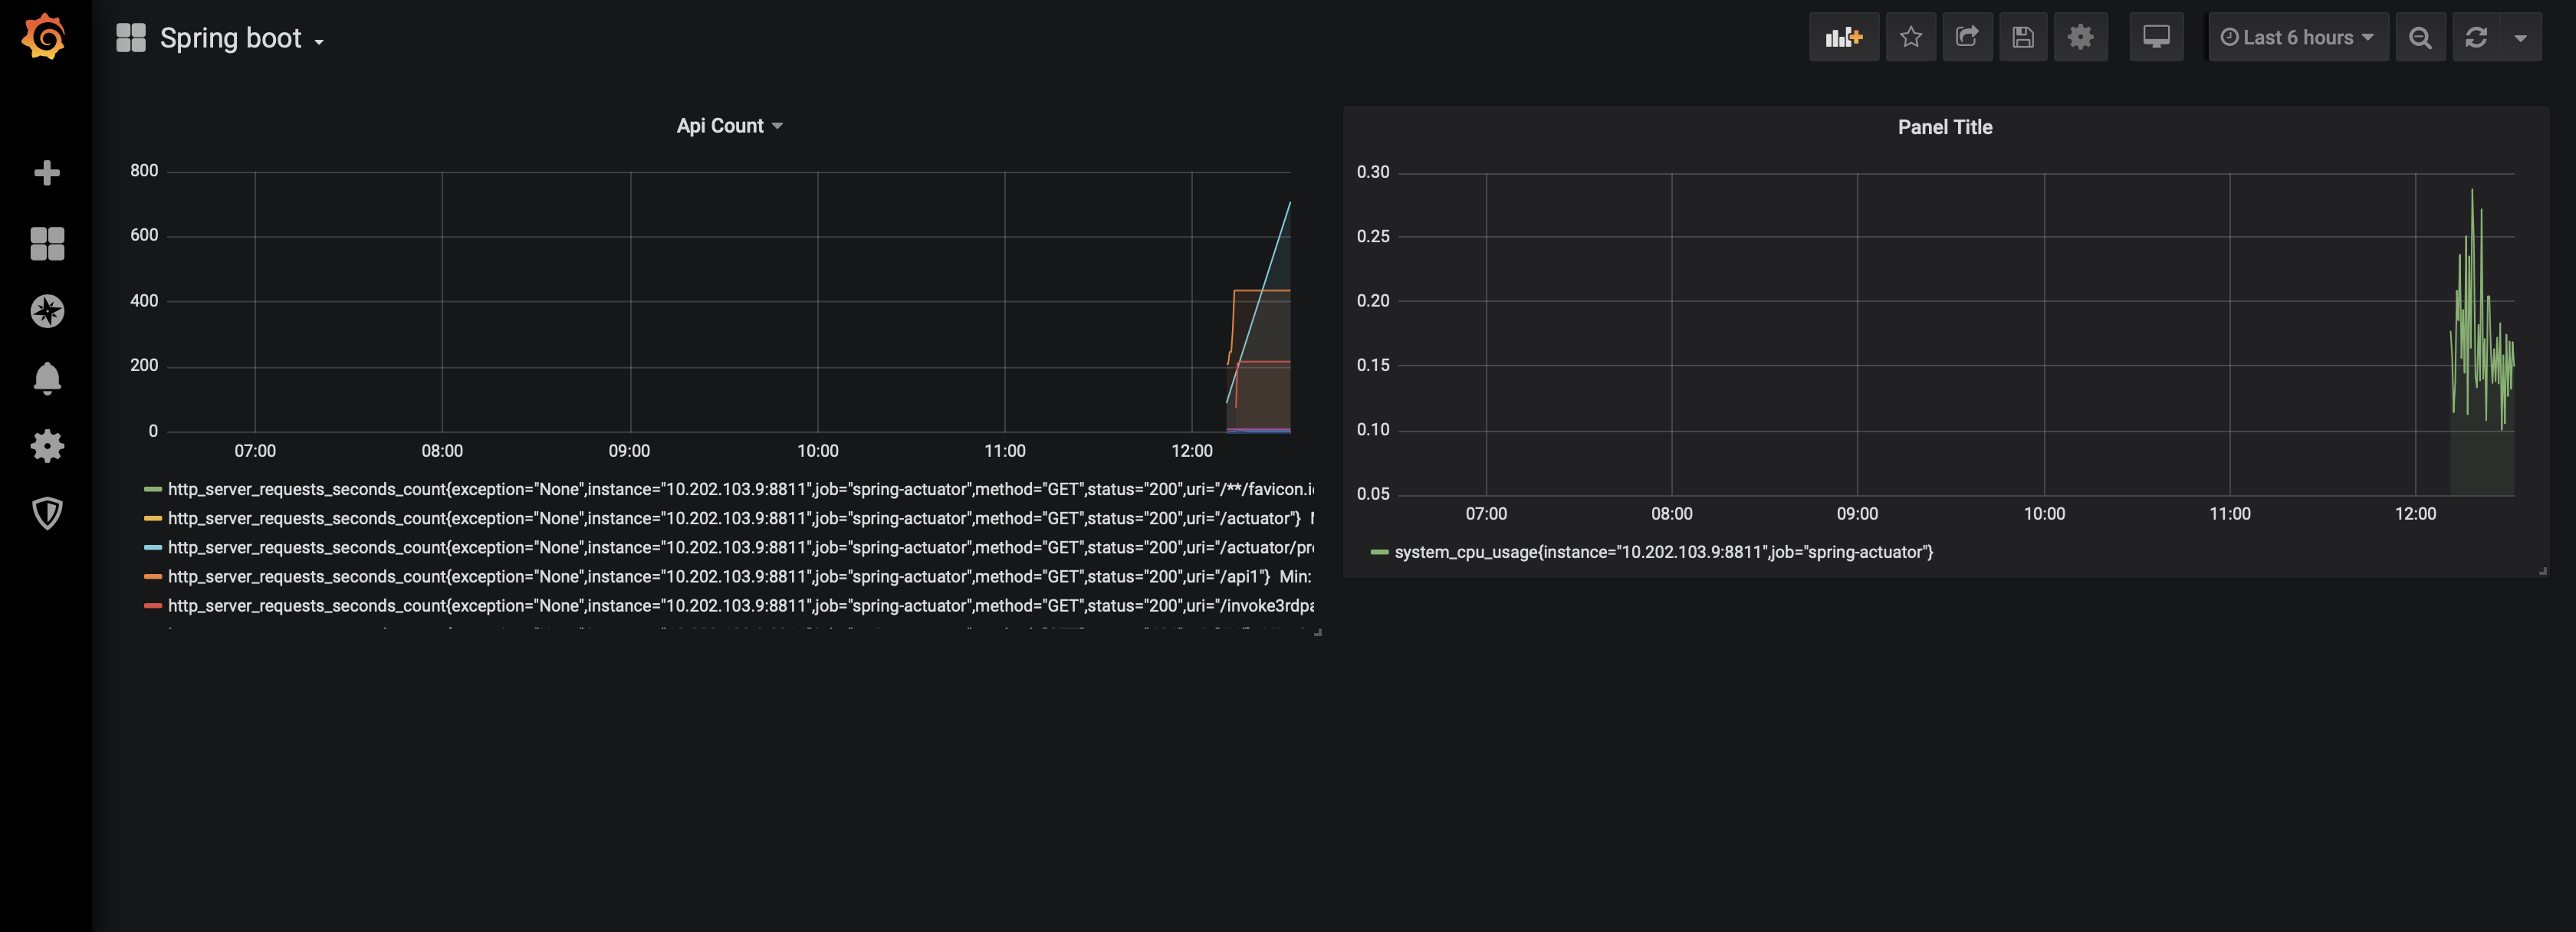 Spring boot
Last 6 hours
Api Count
800
600
400
200
0
07:00 08:00 09:00 10:00 11:00 12:00
http_server_requests_seconds_count{exception="None",instance="10.202.103.9:8811",job="spring-actuator",method="GET",status="200",uri="/**/favicon.i
http_server_requests_seconds_count{exception="None",instance="10.202.103.9:8811",job="spring-actuator",method="GET",status="200",uri="/actuator"}
http_server_requests_seconds_count{exception="None",instance="10.202.103.9:8811",job="spring-actuator",method="GET",status="200",uri="/actuator/pr
http_server_requests_seconds_count{exception="None",instance="10.202.103.9:8811",job="spring-actuator",method="GET",status="200",uri="/api1"} Min:
http_server_requests_seconds_count{exception="None",instance="10.202.103.9:8811",job="spring-actuator",method="GET",status="200",uri="/invoke3rdpa
Panel Title
0.30
0.25
0.20
0.15
0.10
0.05
07:00 08:00 09:00 10:00 11:00 12:00
system_cpu_usage{instance="10.202.103.9:8811",job="spring-actuator"}